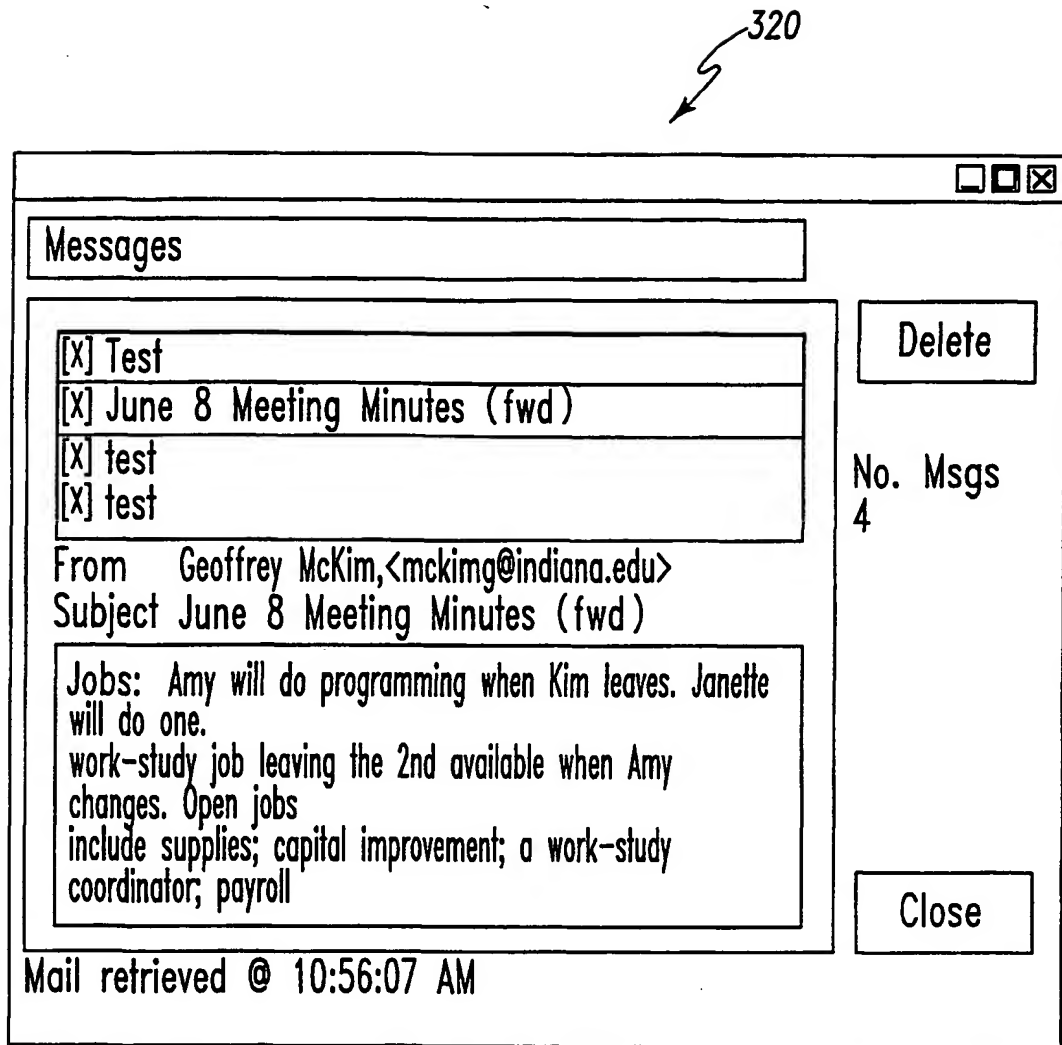 320
Messages
[X] Test
[X] June 8 Meeting Minutes (fwd)
[X] test
[X] test
Delete
No. Msgs
4
From Geoffrey McKim,<mckimg@indiana.edu>
Subject June 8 Meeting Minutes (fwd)
Jobs: Amy will do programming when Kim leaves. Janette
will do one.
work-study job leaving the 2nd available when Amy
changes. Open jobs
include supplies; capital improvement; a work-study
coordinator; payroll
Close
Mail retrieved @ 10:56:07 AM